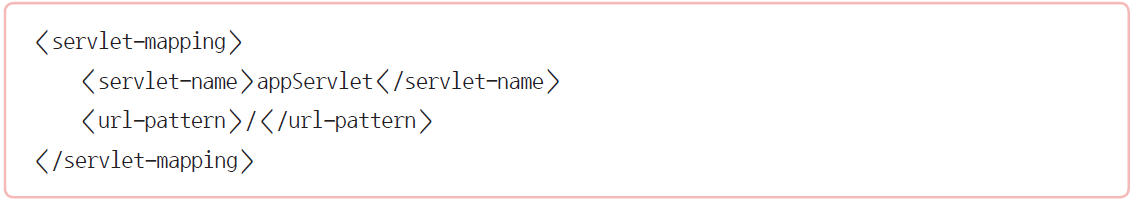 <servlet-mapping>
<servlet-name>appServlet</servlet-name>
<url-pattern>/</url-pattern>
</servlet-mapping>